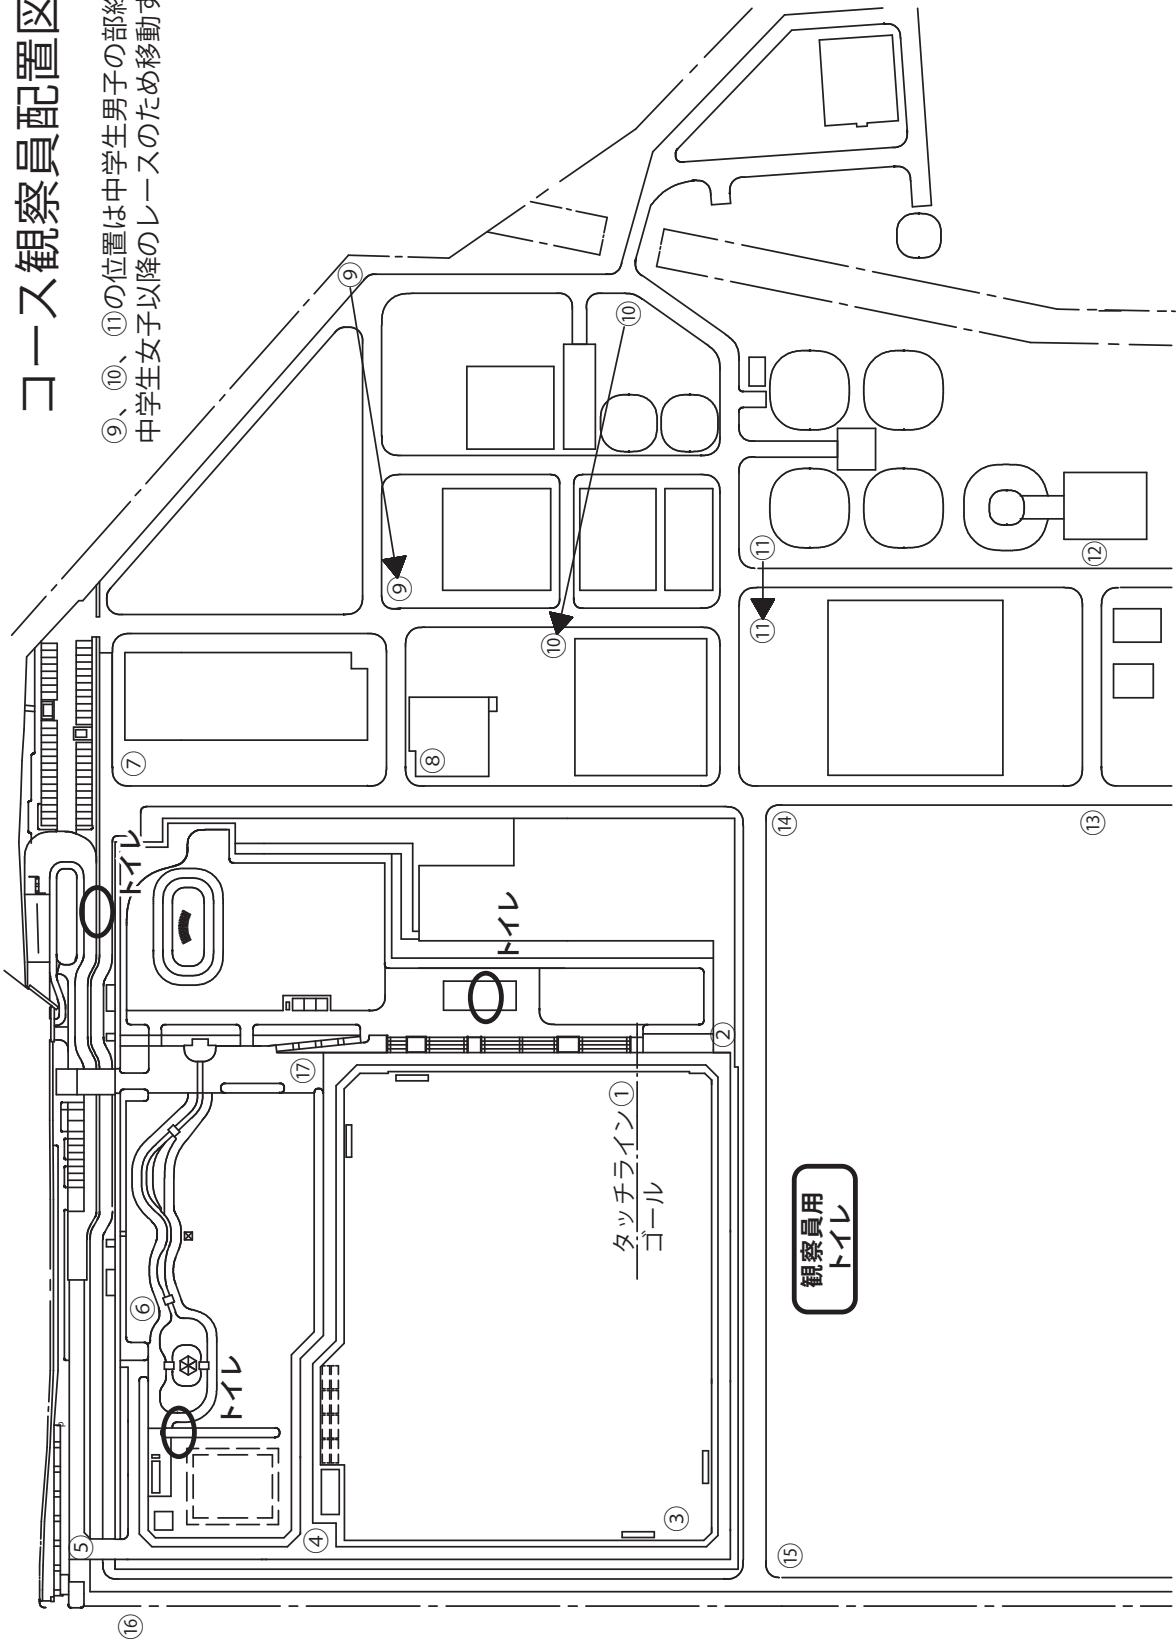 コース観察員配置図
⑨、⑩、⑪の位置は中学生男子の部終
中学生女子以降のレースのため移動す
⑨
⑩
⑪
⑨
⑩
⑪
⑫
⑦
⑧
⑭
⑬
トイレ
トイレ
②
⑰
タッチライン①
ゴール
⑥
トイレ
観察員用
トイレ
⑤
④
③
⑮
⑯